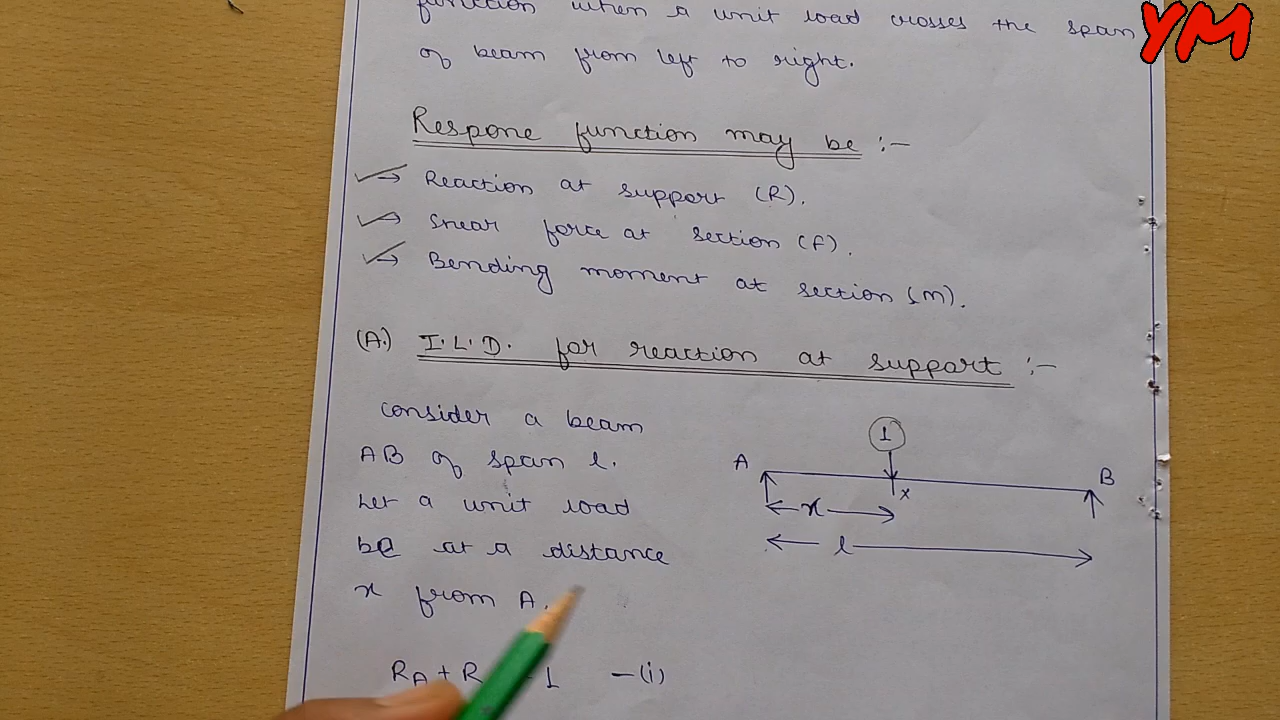 function when a unit load crosses the span
of beam from left to right.
YM
Respone function may be :-
→ Reaction at support (R).
→ Shear force at section (F).
→ Bending moment at section (M).
(A.) I.L.D. for reaction at support :-
consider a beam
AB of span l.
Let a unit load
be at a distance
x from A.
1
A
B
x
x
l
RA + R 1 -(i)